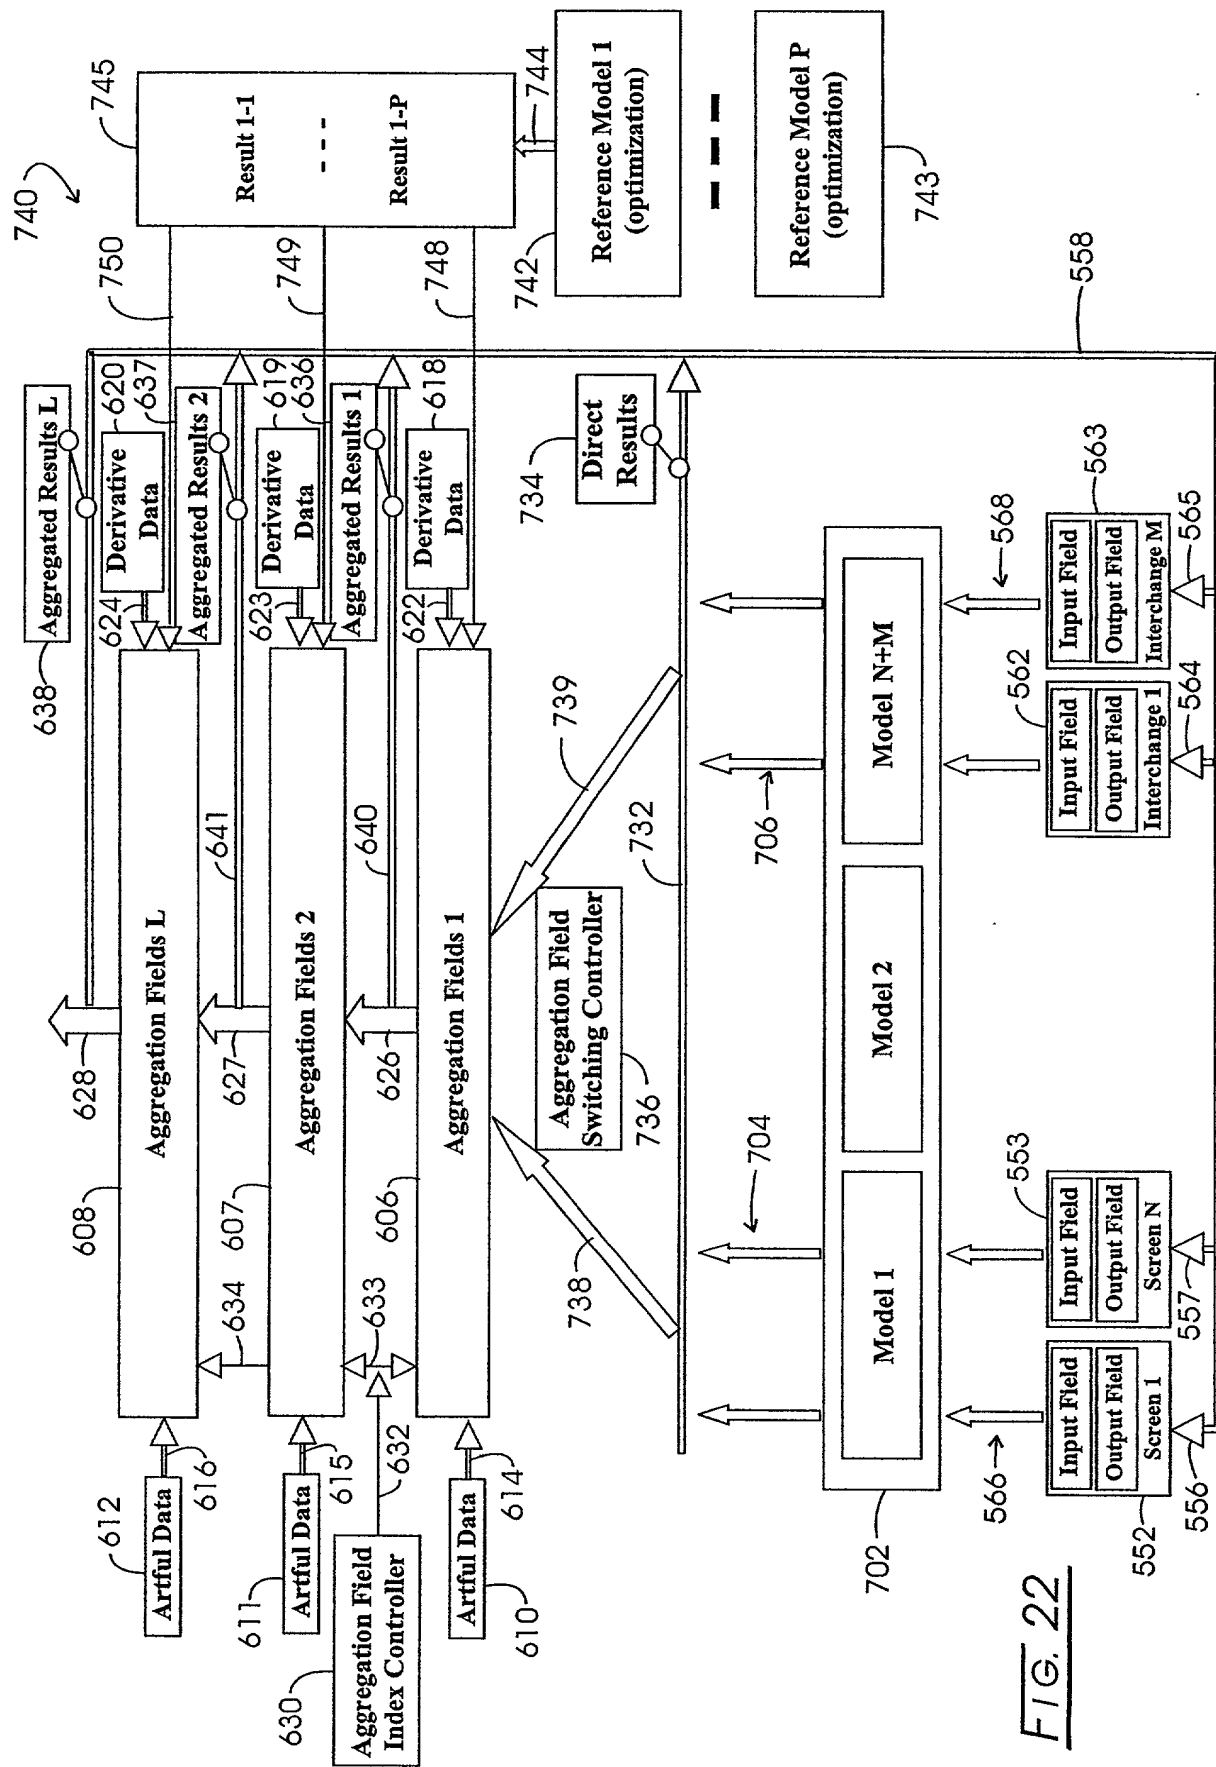 740
745
Result 1-1
Result 1-P
744
742
Reference Model 1
(optimization)
Reference Model P
(optimization)
743
750
749
748
558
638
Aggregated Results L
Derivative
Data
620
624
637
Aggregated Results 2
Derivative
Data
619
623
636
Aggregated Results 1
Derivative
Data
618
622
734
Direct
Results
628
608
Aggregation Fields L
641
627
607
Aggregation Fields 2
640
626
606
Aggregation Fields 1
634
633
612
Artful Data
616
611
Artful Data
615
632
630
Aggregation Field
Index Controller
Artful Data
610
614
739
738
Aggregation Field
Switching Controller
736
732
706
704
702
Model 1
Model 2
Model N+M
566
568
552
Input Field
Output Field
Screen 1
556
553
Input Field
Output Field
Screen N
557
562
Input Field
Output Field
Interchange 1
564
563
Input Field
Output Field
Interchange M
565
FIG. 22